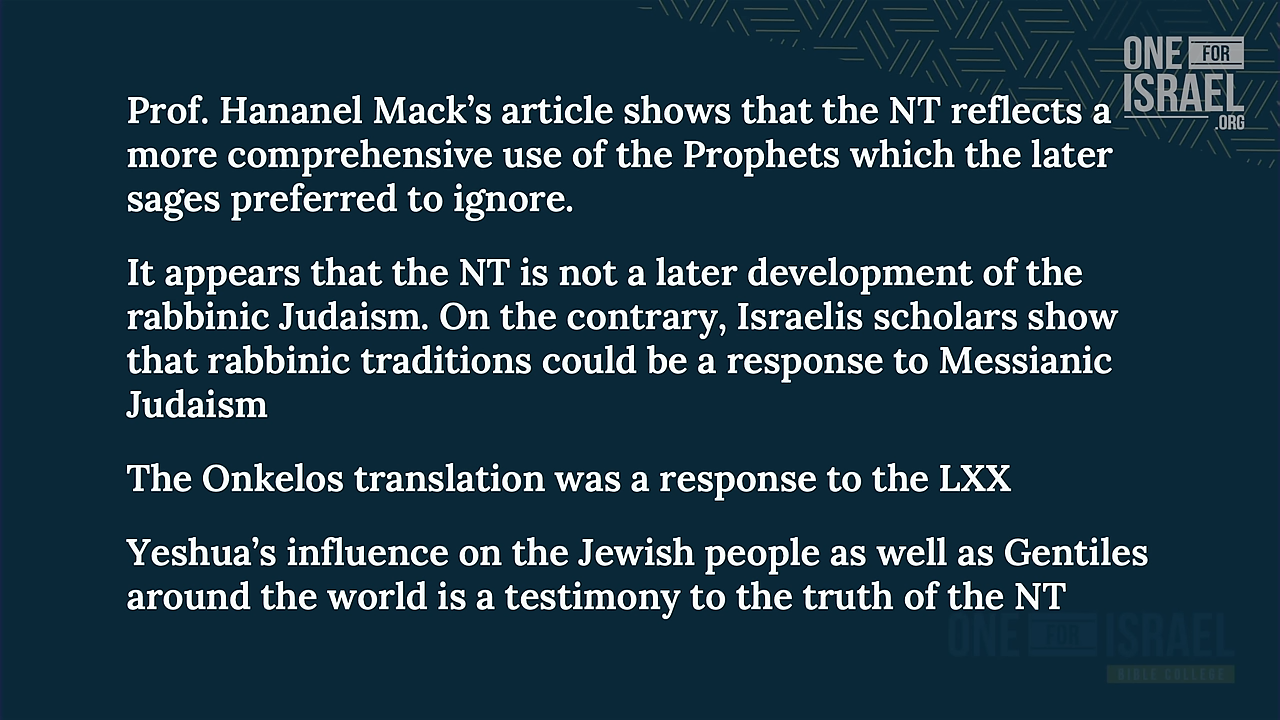 ONE FOR
ISRAEL
.ORG
Prof. Hananel Mack’s article shows that the NT reflects a
more comprehensive use of the Prophets which the later
sages preferred to ignore.
It appears that the NT is not a later development of the
rabbinic Judaism. On the contrary, Israelis scholars show
that rabbinic traditions could be a response to Messianic
Judaism
The Onkelos translation was a response to the LXX
Yeshua’s influence on the Jewish people as well as Gentiles
around the world is a testimony to the truth of the NT
ONE FOR ISRAEL
BIBLE COLLEGE